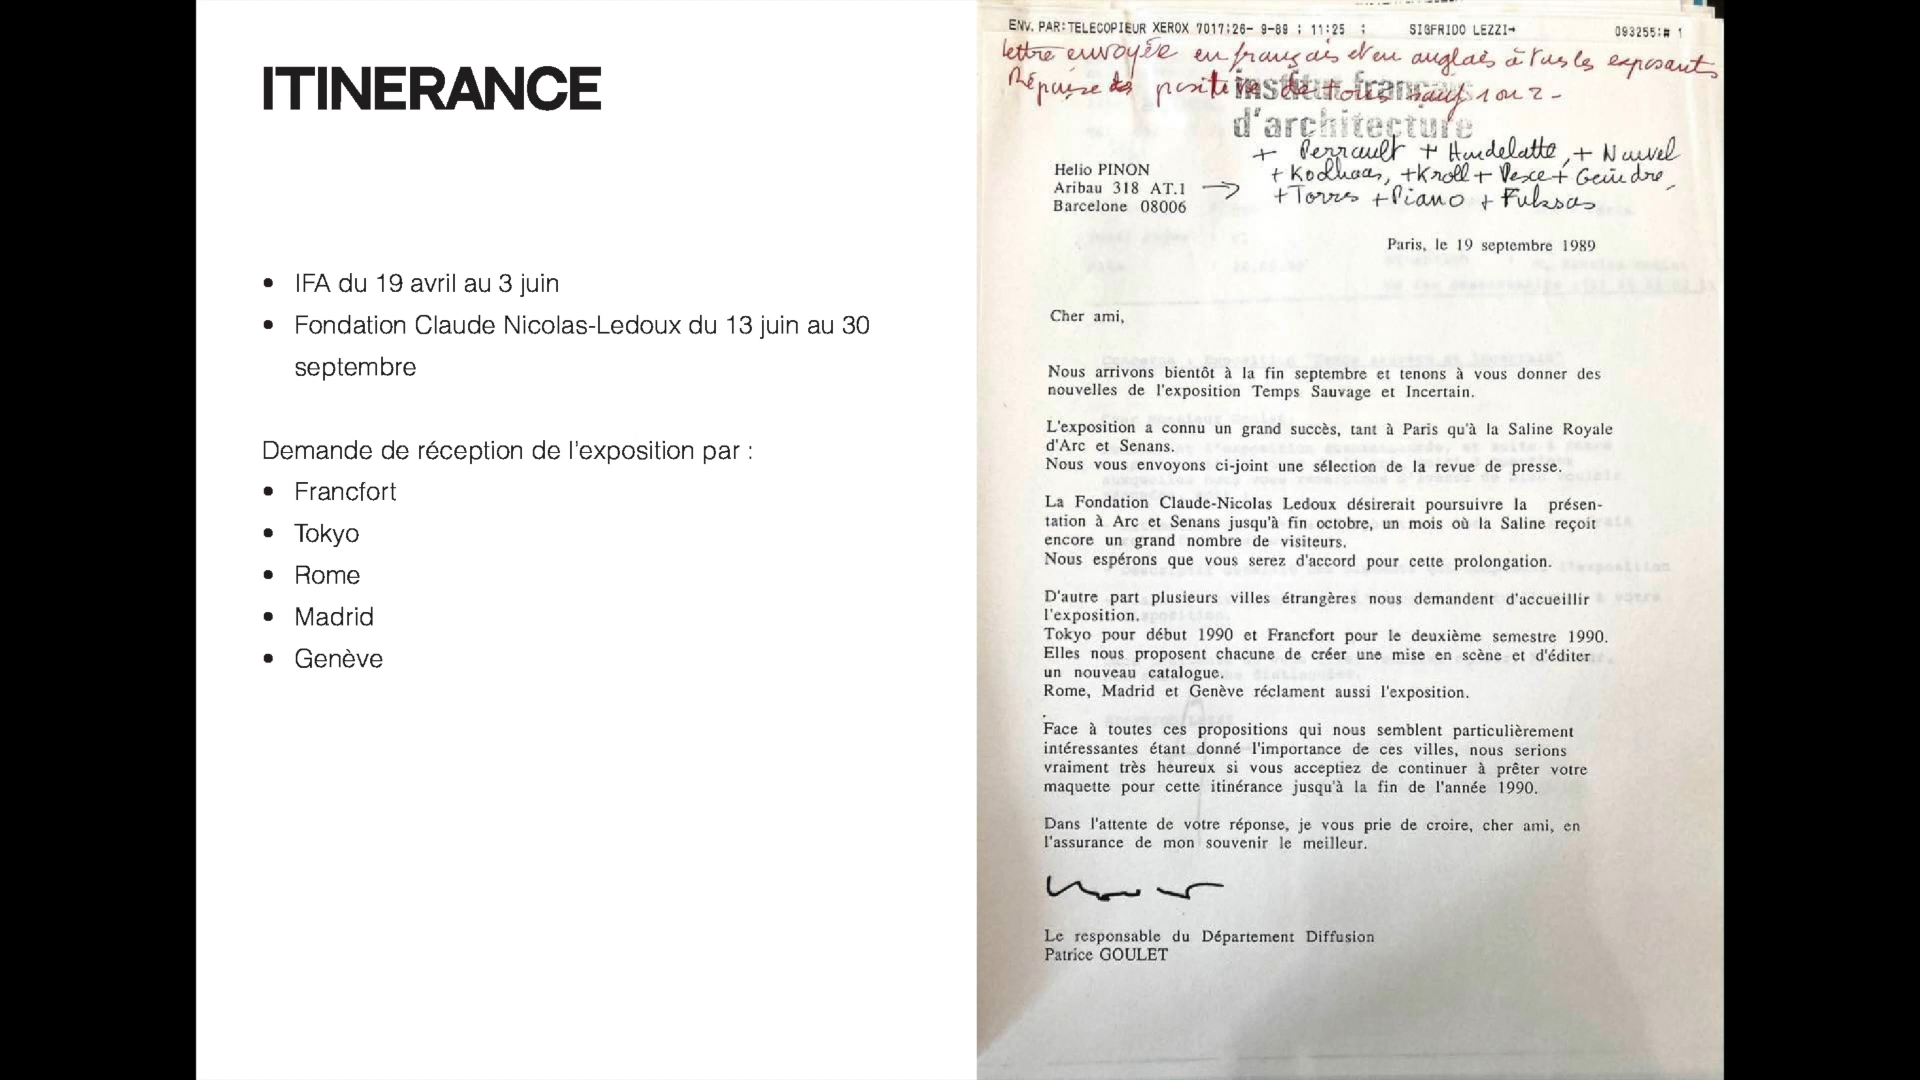 ITINERANCE
• IFA du 19 avril au 3 juin
• Fondation Claude Nicolas-Ledoux du 13 juin au 30
septembre
Demande de réception de l'exposition par :
• Francfort
• Tokyo
• Rome
• Madrid
• Genève
ENV. PAR:TELECOPIEUR XEROX 7017;26- 9-89 ; 11:25 ; SIGFRIDO LEZZI→ 093255;# 1
lettre envoyée en français et en anglais à tus les exposants
positive de tous sauf 1 ou 2 -
institut français
d'architecture
+ Perrault + Hondelatte, + Nouvel
+ Koolhaas, + Kroll + Pesce + Geindre,
+ Torres + Piano + Fuksas
Helio PINON
Aribau 318 AT.1 →
Barcelone 08006
Paris, le 19 septembre 1989
Cher ami,
Nous arrivons bientôt à la fin septembre et tenons à vous donner des
nouvelles de l'exposition Temps Sauvage et Incertain.
L'exposition a connu un grand succès, tant à Paris qu'à la Saline Royale
d'Arc et Senans.
Nous vous envoyons ci-joint une sélection de la revue de presse.
La Fondation Claude-Nicolas Ledoux désirerait poursuivre la présen-
tation à Arc et Senans jusqu'à fin octobre, un mois où la Saline reçoit
encore un grand nombre de visiteurs.
Nous espérons que vous serez d'accord pour cette prolongation.
D'autre part plusieurs villes étrangères nous demandent d'accueillir
l'exposition.
Tokyo pour début 1990 et Francfort pour le deuxième semestre 1990.
Elles nous proposent chacune de créer une mise en scène et d'éditer
un nouveau catalogue.
Rome, Madrid et Genève réclament aussi l'exposition.
Face à toutes ces propositions qui nous semblent particulièrement
intéressantes étant donné l'importance de ces villes, nous serions
vraiment très heureux si vous acceptiez de continuer à prêter votre
maquette pour cette itinérance jusqu'à la fin de l'année 1990.
Dans l'attente de votre réponse, je vous prie de croire, cher ami, en
l'assurance de mon souvenir le meilleur.
Le responsable du Département Diffusion
Patrice GOULET